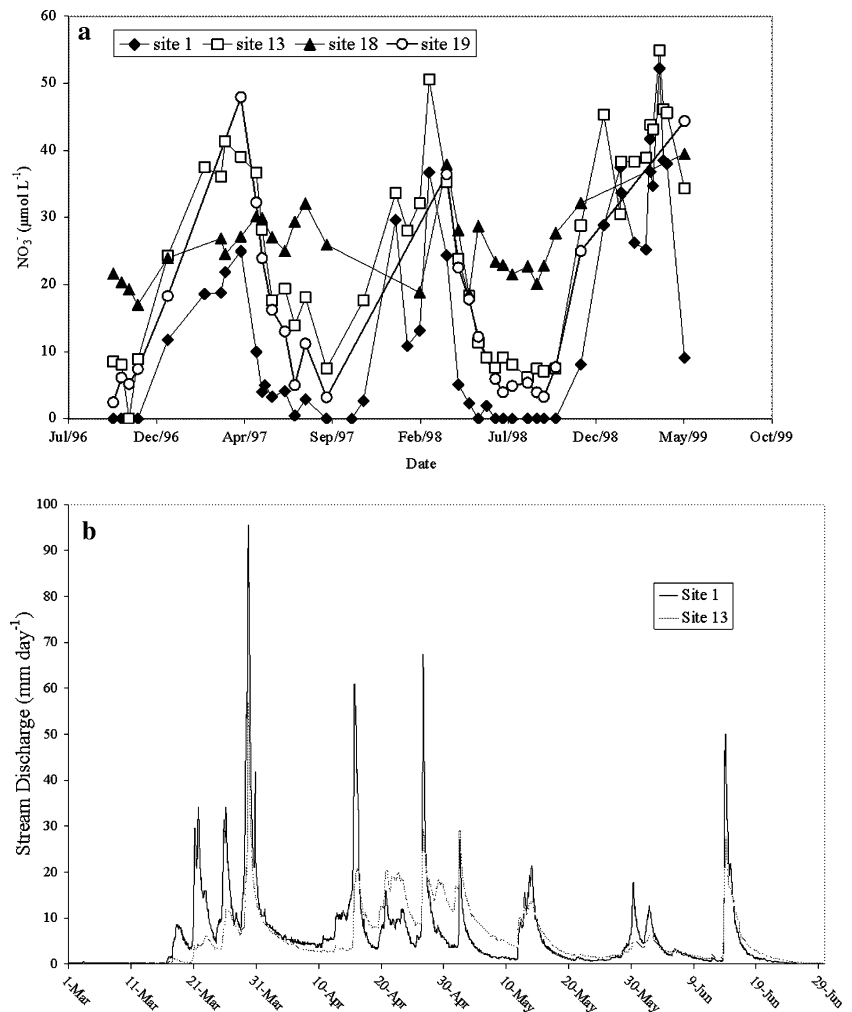 60
a
site 1
site 13
site 18
site 19
50
40
30
20
10
0
NO₃⁻ (µmol L⁻¹)
Jul/96
Dec/96
Apr/97
Sep/97
Feb/98
Jul/98
Dec/98
May/99
Oct/99
Date
100
b
90
80
70
60
50
40
30
20
10
0
Stream Discharge (mm day⁻¹)
Site 1
Site 13
1-Mar
11-Mar
21-Mar
31-Mar
10-Apr
20-Apr
30-Apr
10-May
20-May
30-May
9-Jun
19-Jun
29-Jun